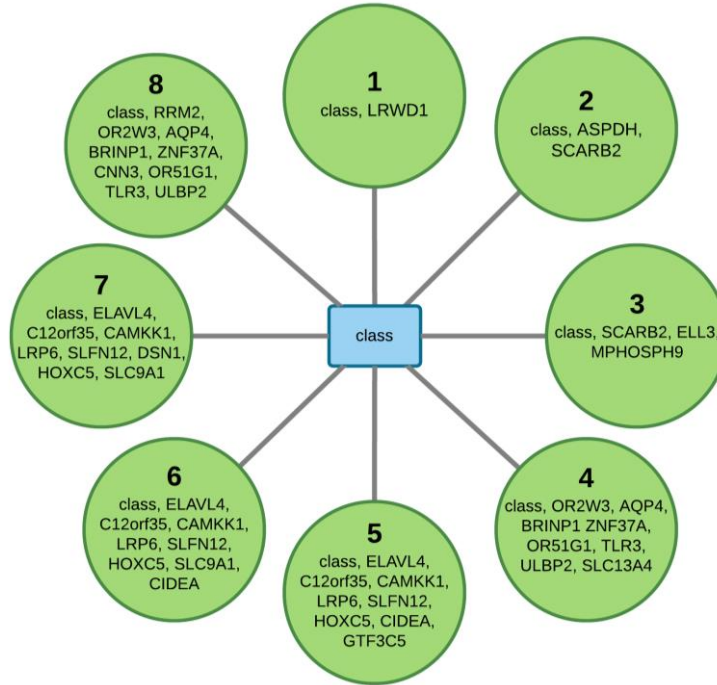 1
class, LRWD1
2
class, ASPDH,
SCARB2
3
class, SCARB2, ELL3,
MPHOSPH9
4
class, OR2W3, AQP4,
BRINP1 ZNF37A,
OR51G1, TLR3,
ULBP2, SLC13A4
5
class, ELAVL4,
C12orf35, CAMKK1,
LRP6, SLFN12,
HOXC5, CIDEA,
GTF3C5
6
class, ELAVL4,
C12orf35, CAMKK1,
LRP6, SLFN12,
HOXC5, SLC9A1,
CIDEA
7
class, ELAVL4,
C12orf35, CAMKK1,
LRP6, SLFN12, DSN1,
HOXC5, SLC9A1
8
class, RRM2,
OR2W3, AQP4,
BRINP1, ZNF37A,
CNN3, OR51G1,
TLR3, ULBP2
class